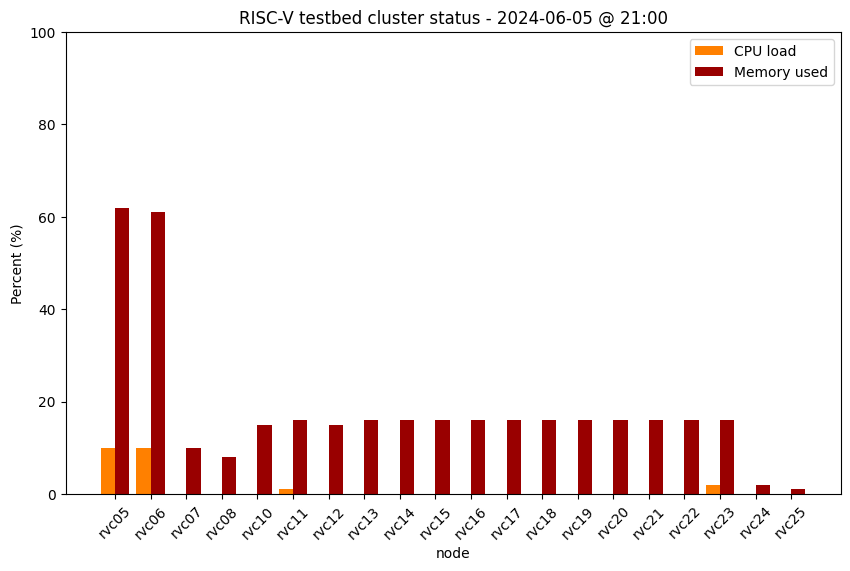 RISC-V testbed cluster status - 2024-06-05 @ 21:00
CPU load
Memory used
Percent (%)
100
80
60
40
20
0
rvc05 rvc06 rvc07 rvc08 rvc10 rvc11 rvc12 rvc13 rvc14 rvc15 rvc16 rvc17 rvc18 rvc19 rvc20 rvc21 rvc22 rvc23 rvc24 rvc25
node